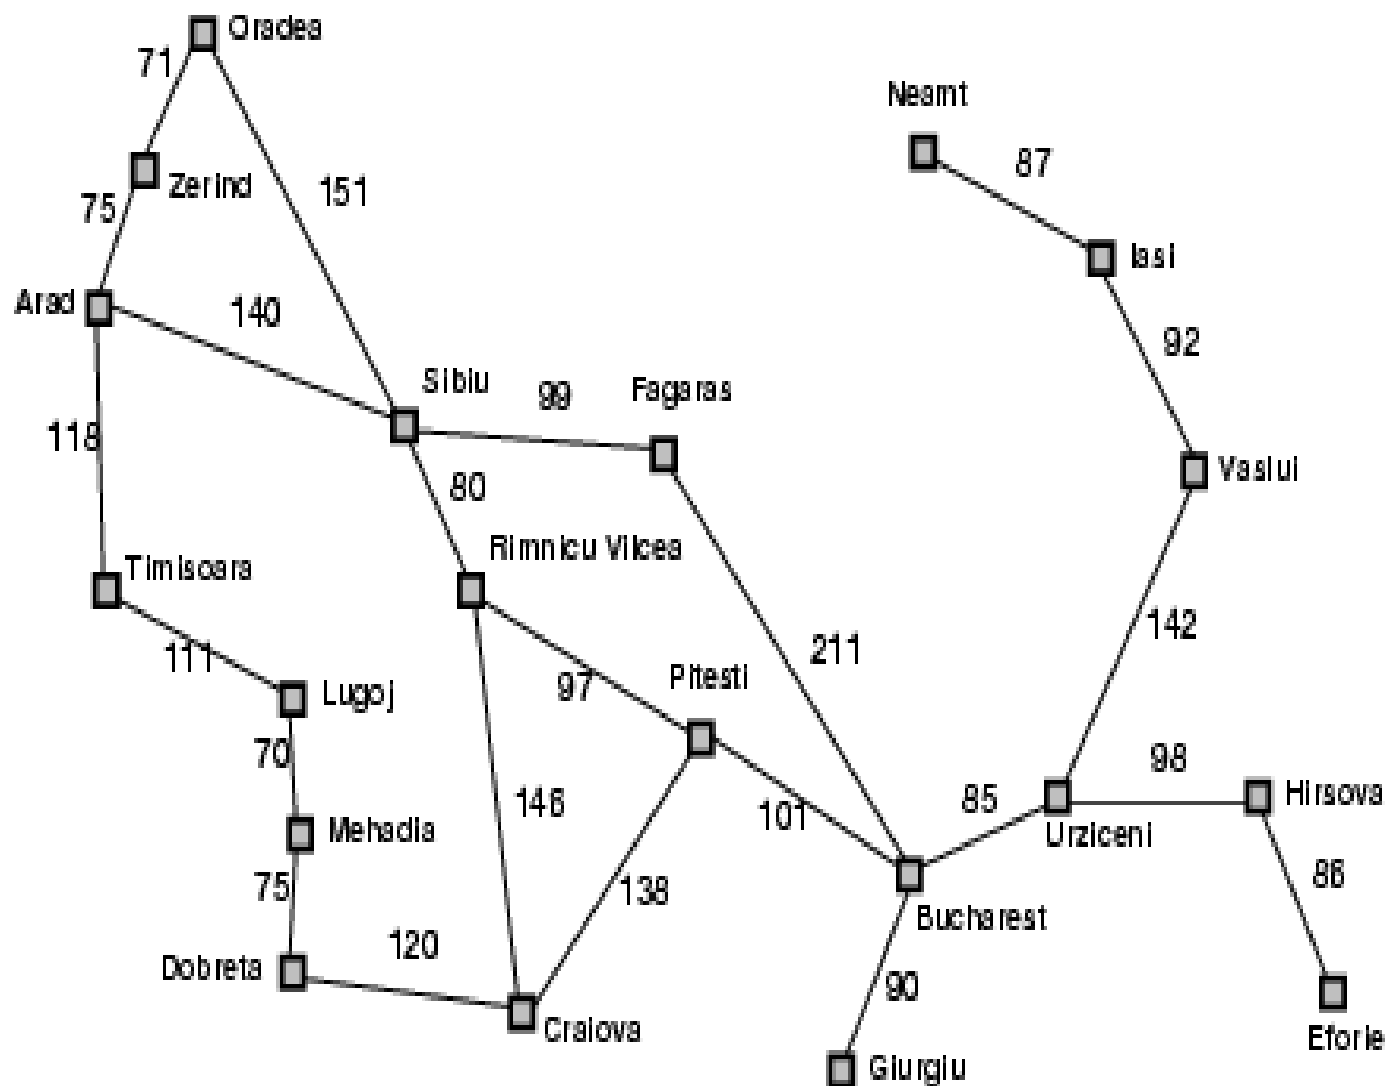 Oradea
71
Neamt
87
Zerind
151
75
Iasi
Arad
140
92
Sibiu
99
Fagaras
118
80
Vaslui
Rimnicu Vilcea
Timisoara
142
111
211
Pitesti
Lugoj
97
70
98
Hirsova
146
85
101
Mehadia
Urziceni
86
75
138
Bucharest
120
Dobreta
90
Craiova
Eforie
Giurgiu